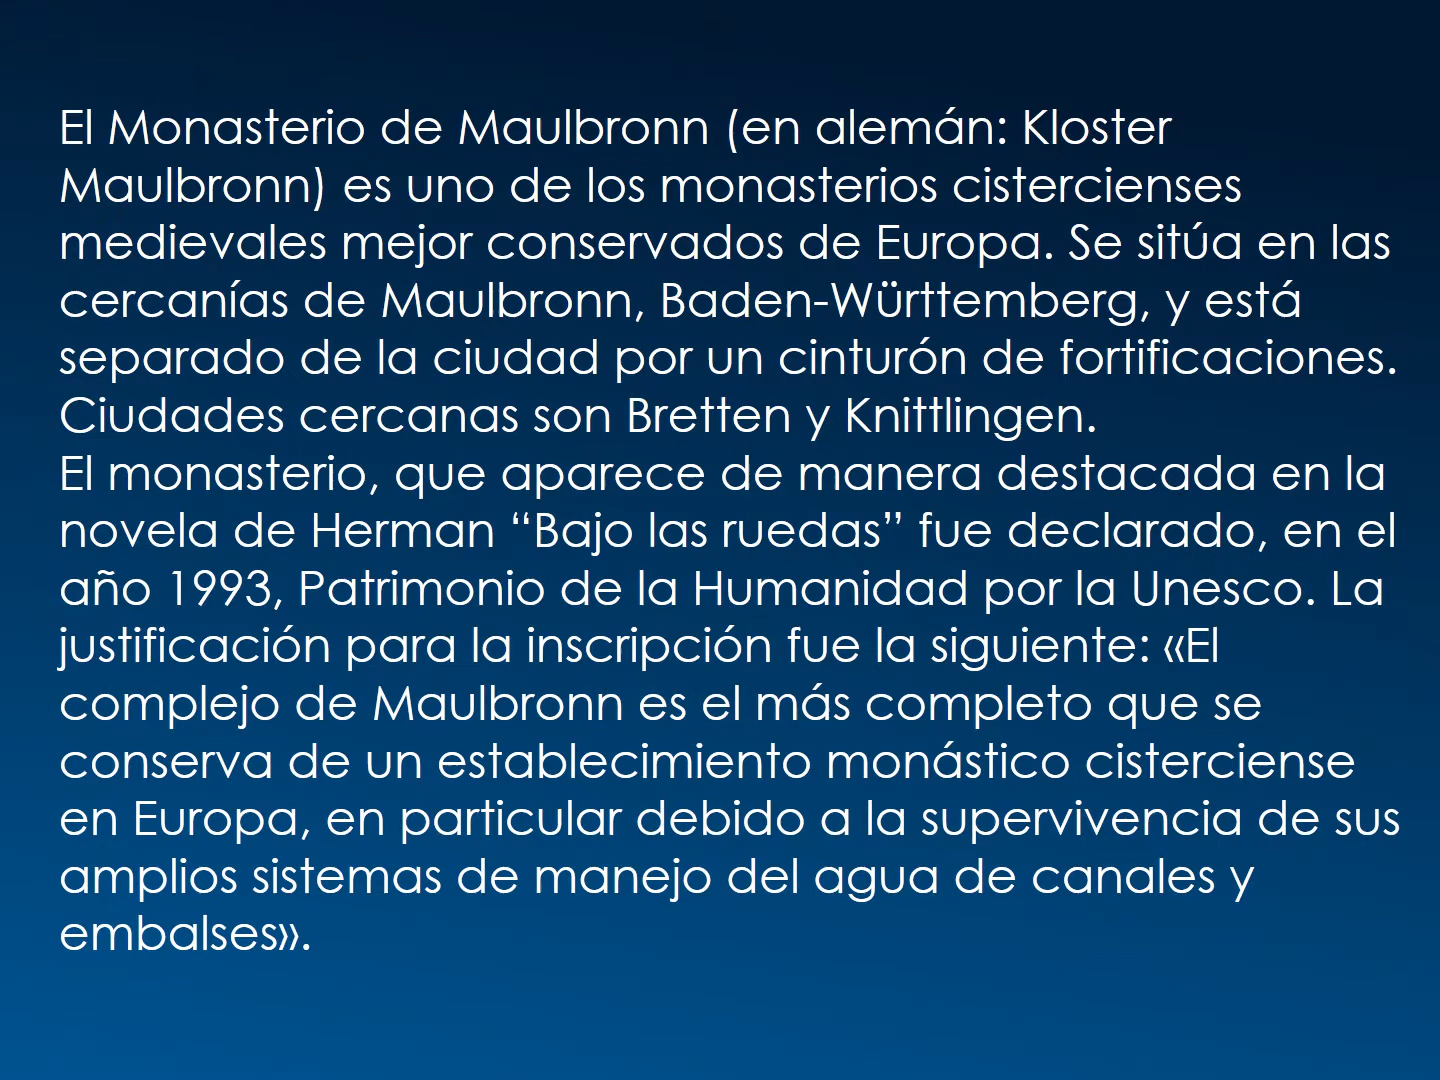 El Monasterio de Maulbronn (en alemán: Kloster
Maulbronn) es uno de los monasterios cistercienses
medievales mejor conservados de Europa. Se sitúa en las
cercanías de Maulbronn, Baden-Württemberg, y está
separado de la ciudad por un cinturón de fortificaciones.
Ciudades cercanas son Bretten y Knittlingen.
El monasterio, que aparece de manera destacada en la
novela de Herman “Bajo las ruedas” fue declarado, en el
año 1993, Patrimonio de la Humanidad por la Unesco. La
justificación para la inscripción fue la siguiente: «El
complejo de Maulbronn es el más completo que se
conserva de un establecimiento monástico cisterciense
en Europa, en particular debido a la supervivencia de sus
amplios sistemas de manejo del agua de canales y
embalses».